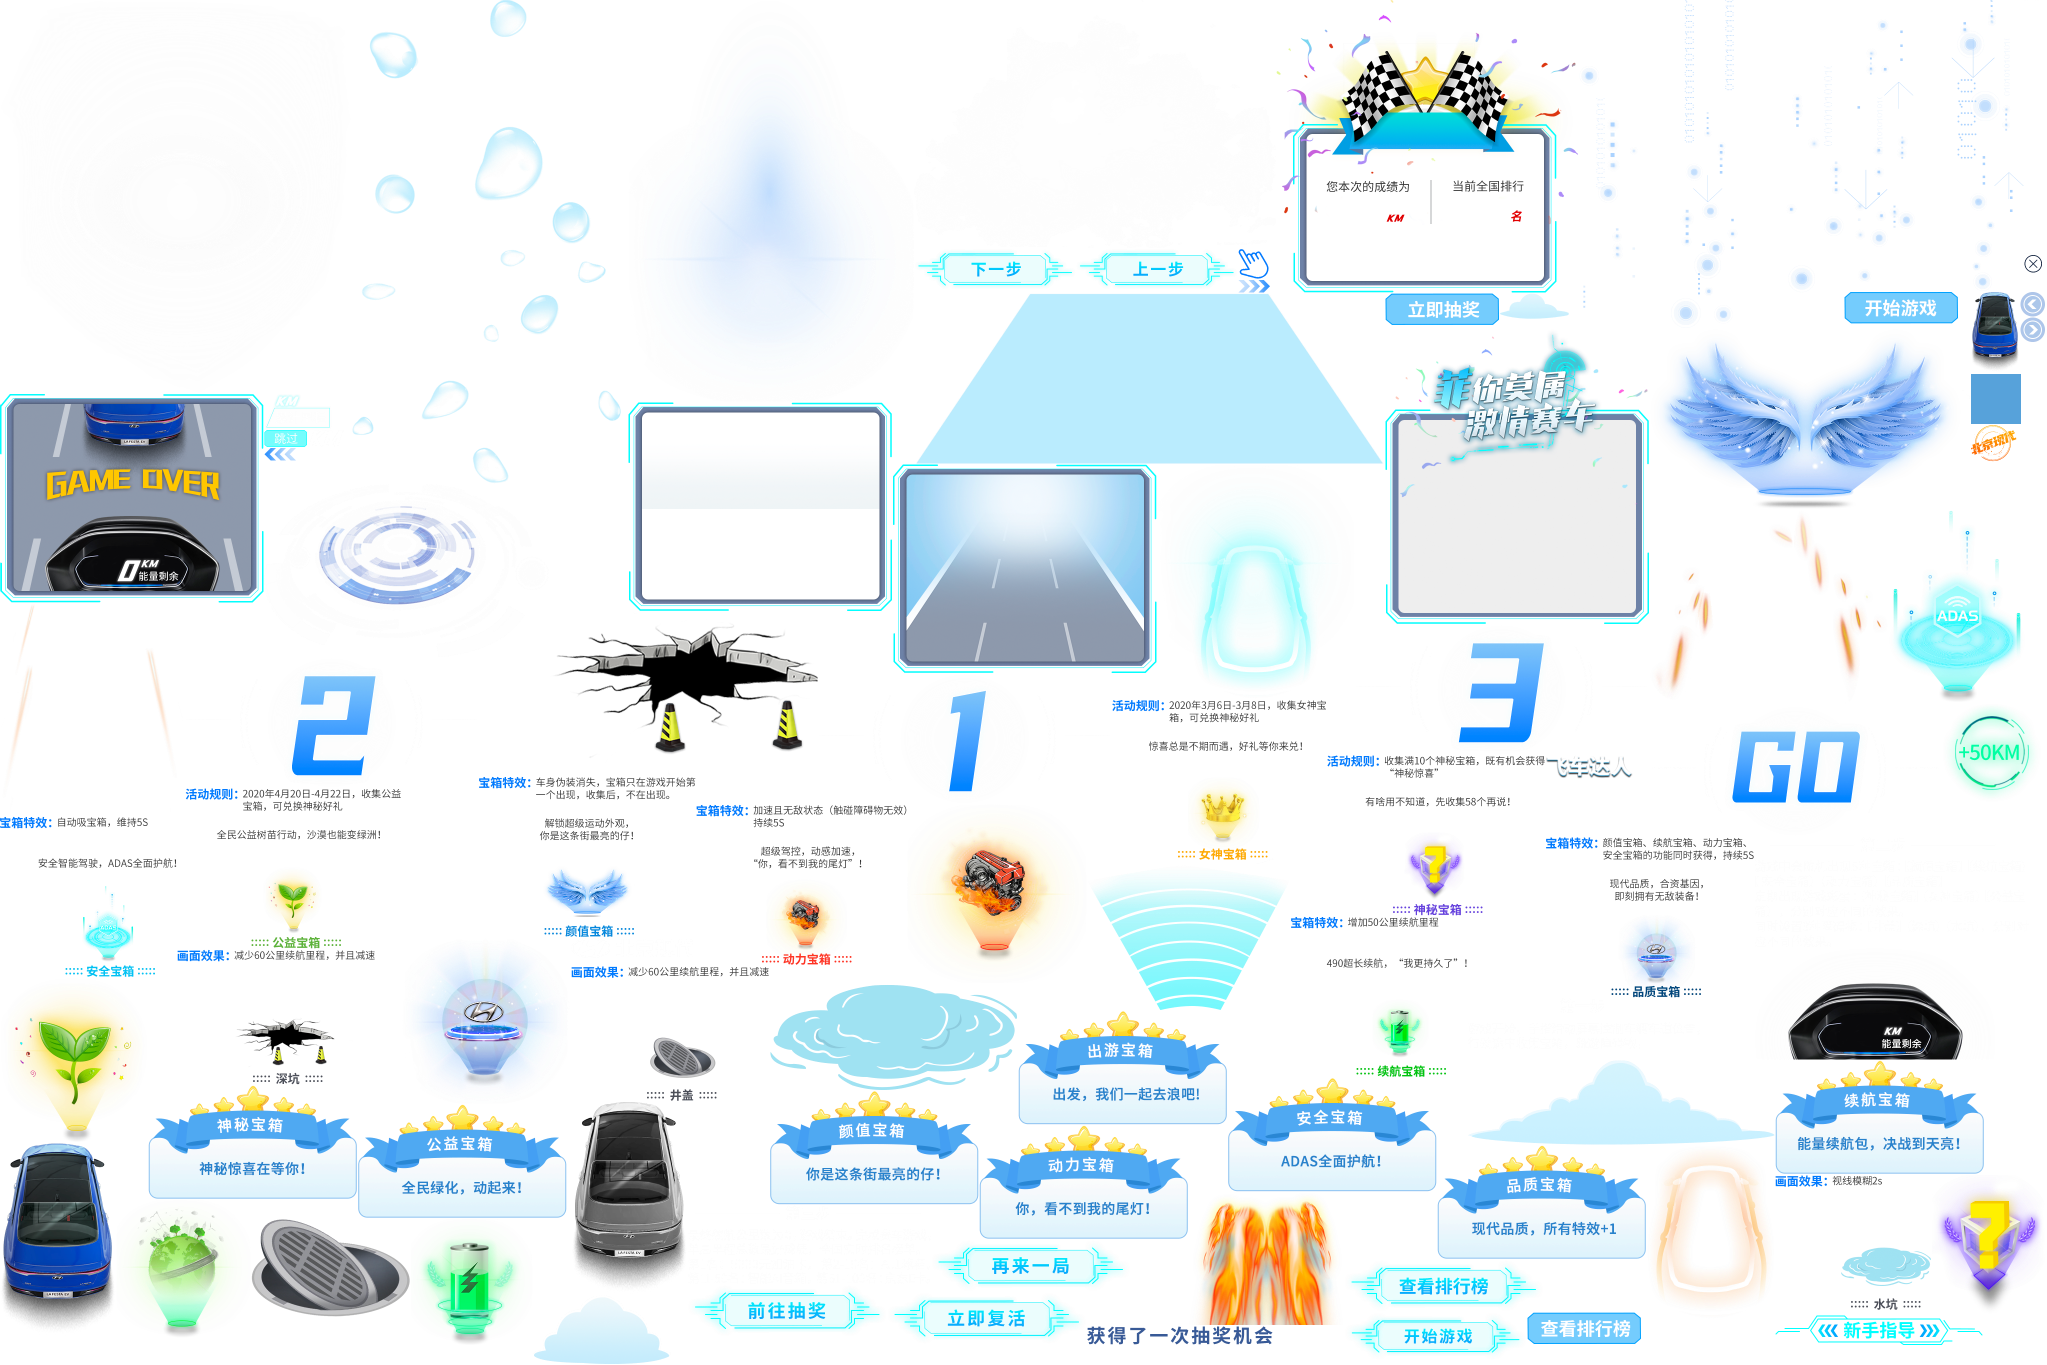 您本次的成绩为
当前全国排行
KM
名
下一步
上一步
立即抽奖
开始游戏
菲你莫属
激情赛车
KM
跳过
北京现代
GAME OVER
0 KM
能量剩余
ADAS
+50KM
2
1
3
GO
飞车达人
活动规则：2020年3月6日-3月8日，收集女神宝
箱，可兑换神秘好礼
惊喜总是不期而遇，好礼等你来兑！
女神宝箱
活动规则：收集满10个神秘宝箱，既有机会获得
“神秘惊喜”
有啥用不知道，先收集58个再说！
神秘宝箱
活动规则：2020年4月20日-4月22日，收集公益
宝箱，可兑换神秘好礼
全民公益树苗行动，沙漠也能变绿洲！
公益宝箱
宝箱特效：自动吸宝箱，维持5S
安全智能驾驶，ADAS全面护航！
安全宝箱
宝箱特效：车身伪装消失，宝箱只在游戏开始第
一个出现，收集后，不在出现。
解锁超级运动外观，
你是这条街最亮的仔！
颜值宝箱
宝箱特效：加速且无敌状态（触碰障碍物无效）
持续5S
超级驾控，动感加速，
“你，看不到我的尾灯”！
动力宝箱
宝箱特效：颜值宝箱、续航宝箱、动力宝箱、
安全宝箱的功能同时获得，持续5S
现代品质，合资基因，
即刻拥有无敌装备！
品质宝箱
宝箱特效：增加50公里续航里程
490超长续航，“我更持久了”！
续航宝箱
画面效果：减少60公里续航里程，并且减速
深坑
画面效果：减少60公里续航里程，并且减速
井盖
KM
能量剩余
出游宝箱
出发，我们一起去浪吧!
神秘宝箱
神秘惊喜在等你！
公益宝箱
全民绿化，动起来！
颜值宝箱
你是这条街最亮的仔！
动力宝箱
你，看不到我的尾灯！
安全宝箱
ADAS全面护航！
品质宝箱
现代品质，所有特效+1
续航宝箱
能量续航包，决战到天亮！
画面效果：视线模糊2s
水坑
LA FESTA EV
LA FESTA EV
LA FESTA EV
再来一局
前往抽奖
立即复活
获得了一次抽奖机会
查看排行榜
开始游戏
查看排行榜
新手指导